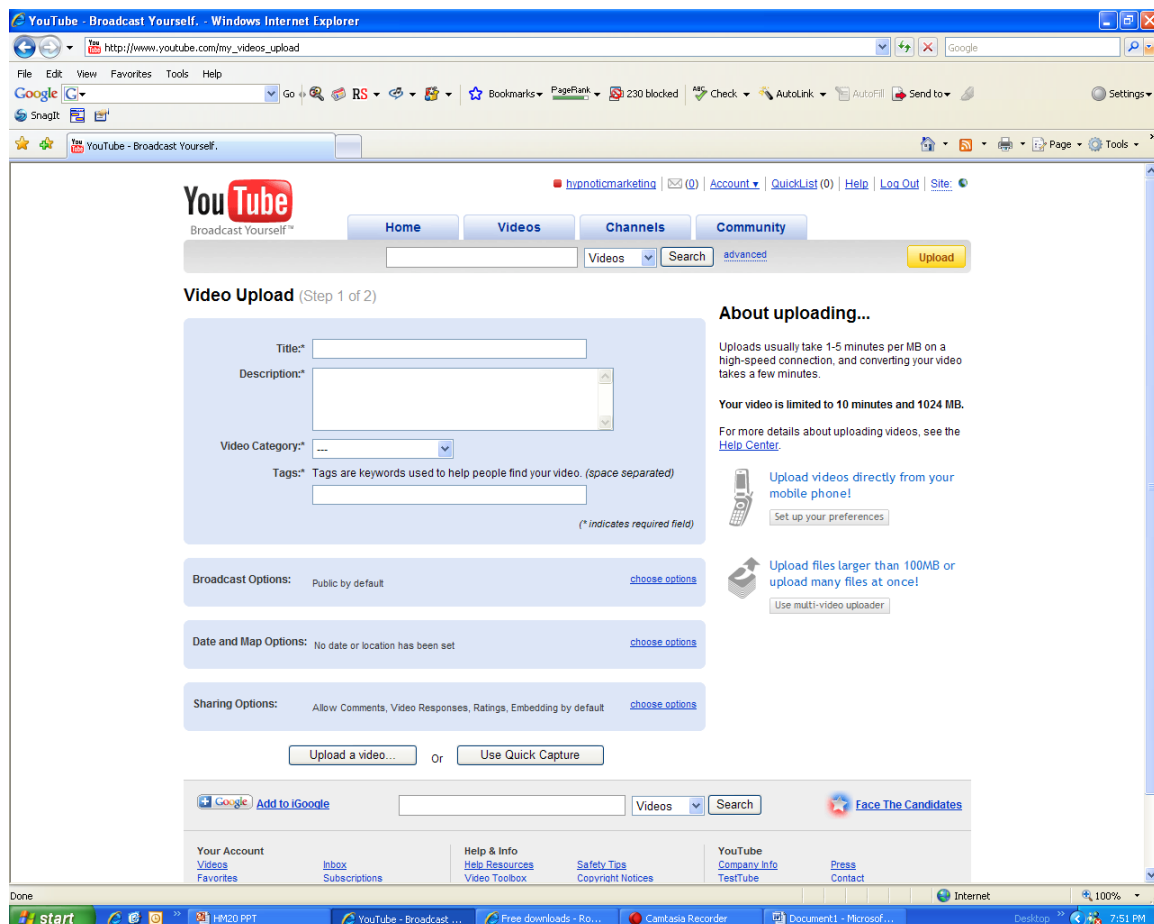 YouTube - Broadcast Yourself. - Windows Internet Explorer
http://www.youtube.com/my_videos_upload
Google
File Edit View Favorites Tools Help
Google G Go RS Bookmarks PageRank 230 blocked ABC Check AutoLink AutoFill Send to Settings
SnagIt
YouTube - Broadcast Yourself.
Page Tools
hypnoticmarketing (0) Account QuickList (0) Help Log Out Site:
YouTube
Broadcast Yourself™
Home Videos Channels Community
Videos Search advanced Upload
Video Upload (Step 1 of 2)
Title:*
Description:*
Video Category:* ---
Tags:* Tags are keywords used to help people find your video. (space separated)
(* indicates required field)
Broadcast Options: Public by default choose options
Date and Map Options: No date or location has been set choose options
Sharing Options: Allow Comments, Video Responses, Ratings, Embedding by default choose options
Upload a video... Or Use Quick Capture
About uploading...
Uploads usually take 1-5 minutes per MB on a
high-speed connection, and converting your video
takes a few minutes.
Your video is limited to 10 minutes and 1024 MB.
For more details about uploading videos, see the
Help Center.
Upload videos directly from your
mobile phone!
Set up your preferences
Upload files larger than 100MB or
upload many files at once!
Use multi-video uploader
Google Add to iGoogle Videos Search Face The Candidates
Your Account Help & Info YouTube
Videos Inbox Help Resources Safety Tips Company Info Press
Favorites Subscriptions Video Toolbox Copyright Notices TestTube Contact
Done Internet 100%
start HM20 PPT YouTube - Broadcast ... Free downloads - Ro... Camtasia Recorder Document1 - Microsof... Desktop 7:51 PM